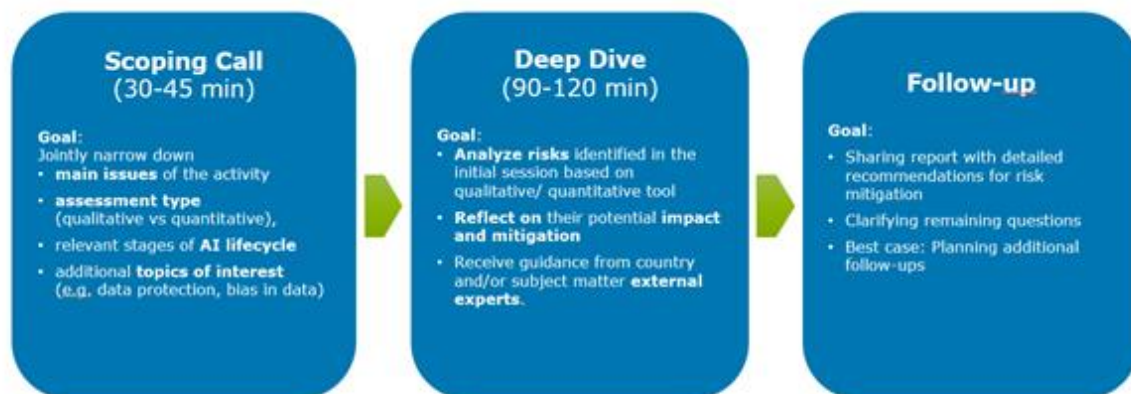 Scoping Call
(30-45 min)
Goal:
Jointly narrow down
• main issues of the activity
• assessment type
(qualitative vs quantitative),
• relevant stages of AI lifecycle
• additional topics of interest
(e.g. data protection, bias in data)
Deep Dive
(90-120 min)
Goal:
• Analyze risks identified in the
initial session based on
qualitative/ quantitative tool
• Reflect on their potential impact
and mitigation
• Receive guidance from country
and/or subject matter external
experts.
Follow-up
Goal:
• Sharing report with detailed
recommendations for risk
mitigation
• Clarifying remaining questions
• Best case: Planning additional
follow-ups